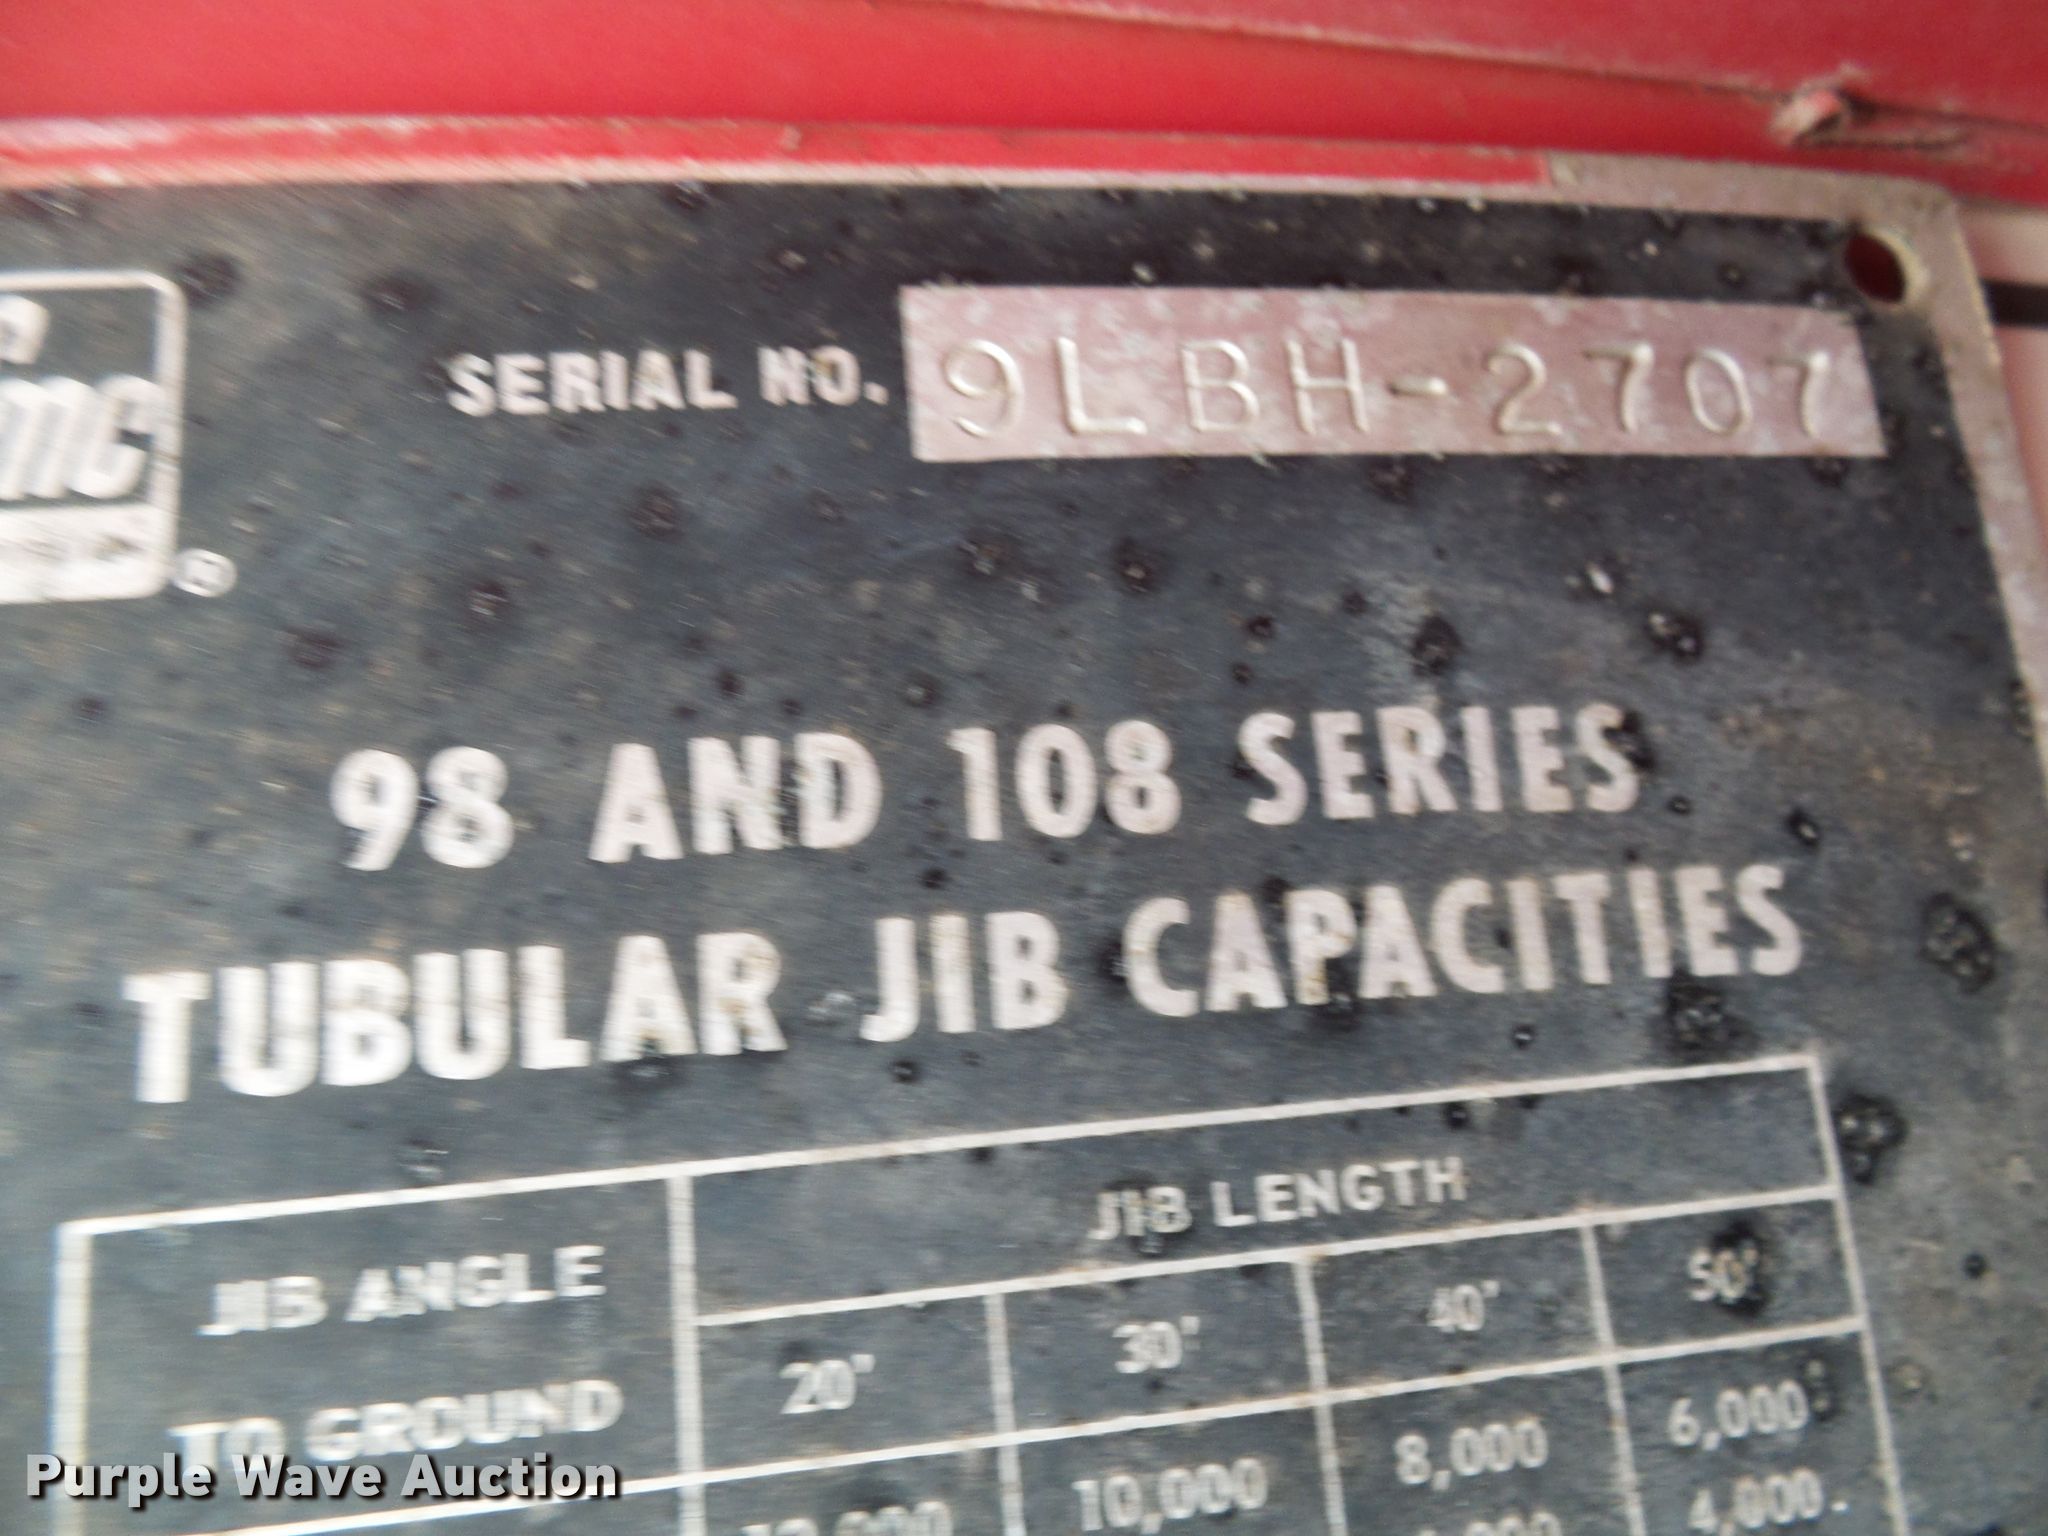 SERIAL NO. 9LBH-2707
®
98 AND 108 SERIES
TUBULAR JIB CAPACITIES
JIB ANGLE
TO GROUND
JIB LENGTH
20' 30' 40' 50'
10,000 8,000 6,000
4,000
Purple Wave Auction